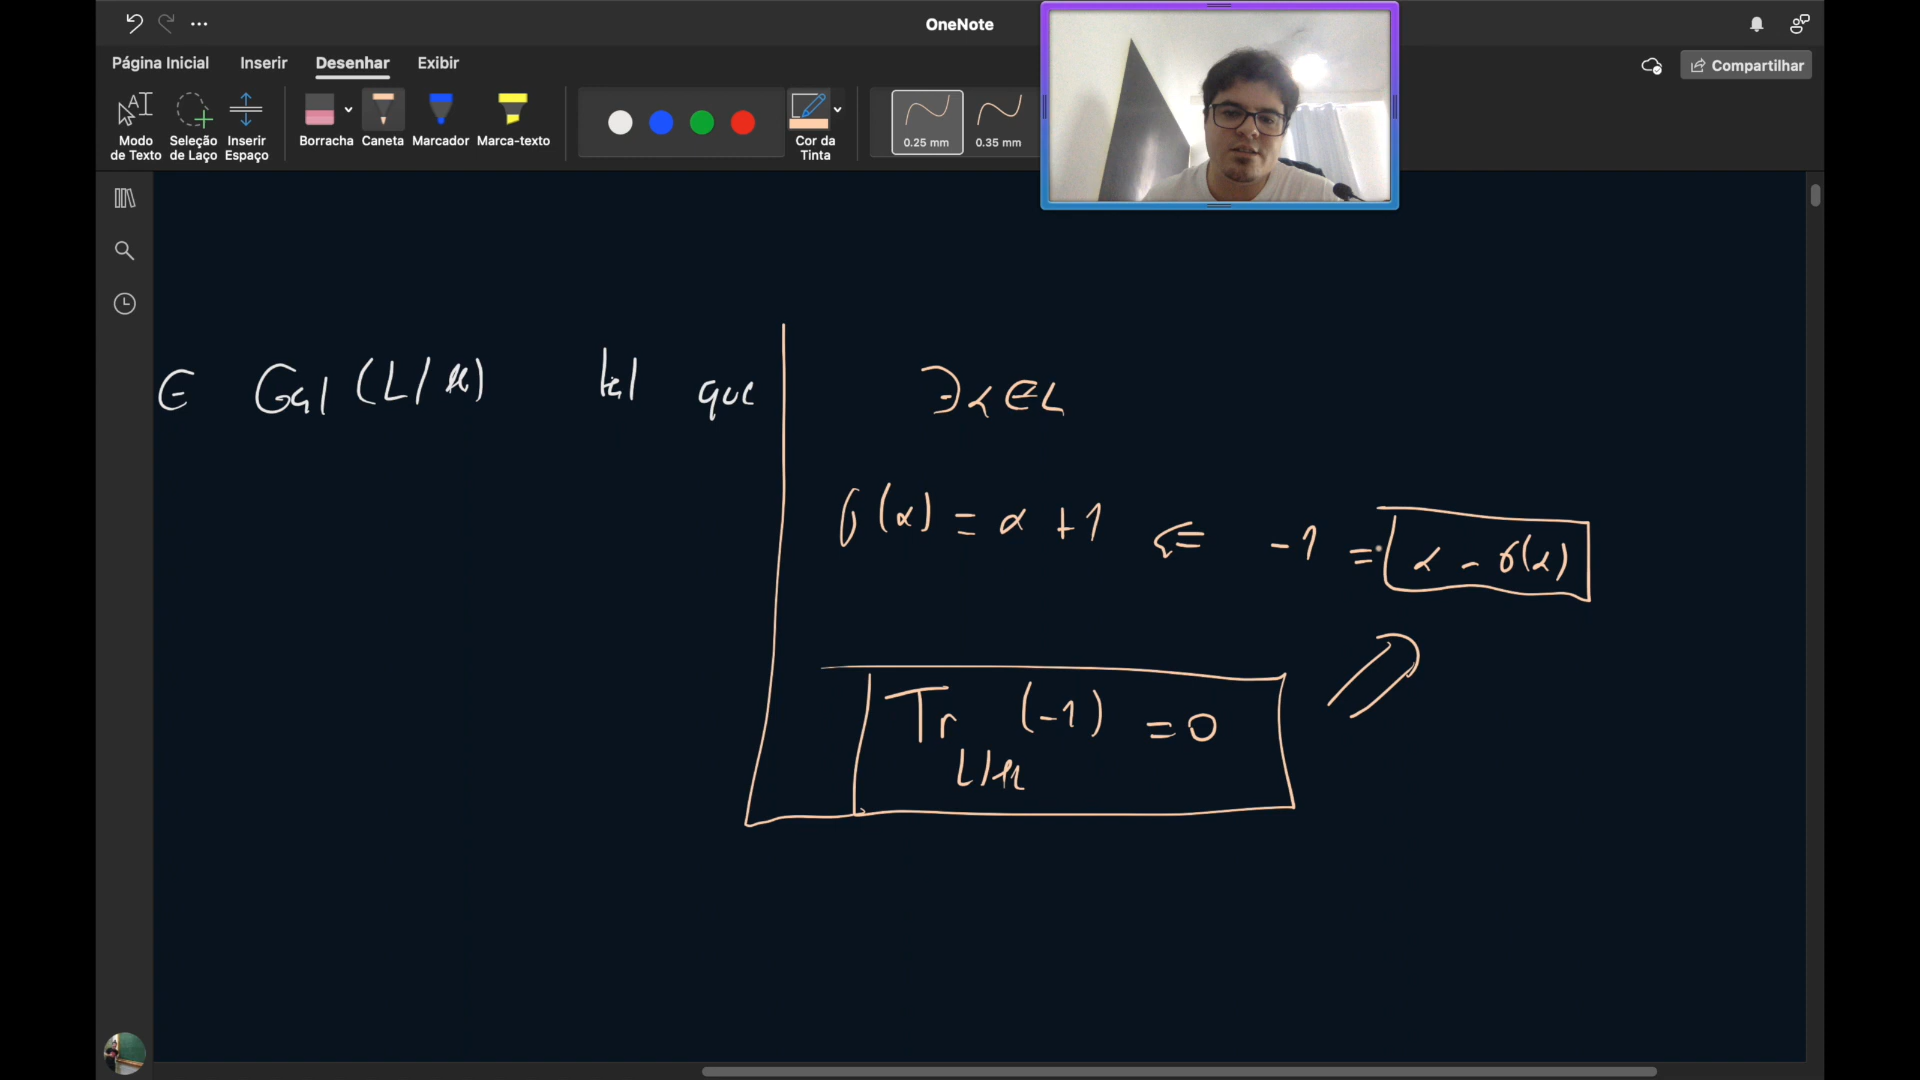 OneNote
Página Inicial Inserir Desenhar Exibir
Compartilhar
Modo de Texto
Seleção de Laço
Inserir Espaço
Borracha
Caneta
Marcador
Marca-texto
Cor da Tinta
0.25 mm
0.35 mm
∈ Gal (L/K) tal que
∃ α ∈ L
σ(α) = α + 1 ⇐ -1 = α - σ(α)
Tr L/K (-1) = 0